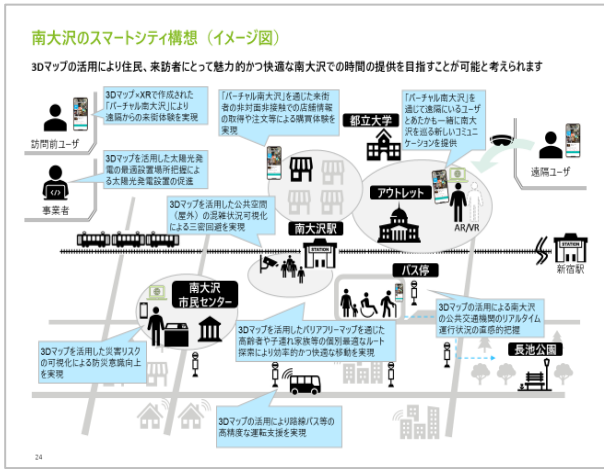 南大沢のスマートシティ構想（イメージ図）
3Dマップの活用により住民、来訪者にとって魅力的かつ快適な南大沢での時間の提供を目指すことが可能と考えられます
3Dマップ×XRで作成された
「バーチャル南大沢」により
遠隔からの来街体験を実現
訪問前ユーザ
「バーチャル南大沢」を通じた来街
者の非対面非接触での店舗情報
の取得や注文等による購買体験を
実現
都立大学
「バーチャル南大沢」を
通じて遠隔にいるユーザ
とあたかも一緒に南大
沢を巡る新しいコミュニ
ケーションを提供
遠隔ユーザ
3Dマップを活用した太陽光発
電の最適設置場所把握によ
る太陽光発電設置の促進
事業者
アウトレット
AR/VR
3Dマップを活用した公共空間
（屋外）の混雑状況可視化
による三密回避を実現
南大沢駅
STATION
STATION
新宿駅
バス停
南大沢
市民センター
3Dマップの活用による南大沢
の公共交通機関のリアルタイム
運行状況の直感的把握
3Dマップを活用したバリアフリーマップを通じた
高齢者や子連れ家族等の個別最適なルート
探索により効率的かつ快適な移動を実現
3Dマップを活用した災害リスク
の可視化による防災意識向上
を実現
長池公園
3Dマップの活用により路線バス等の
高精度な運転支援を実現
24